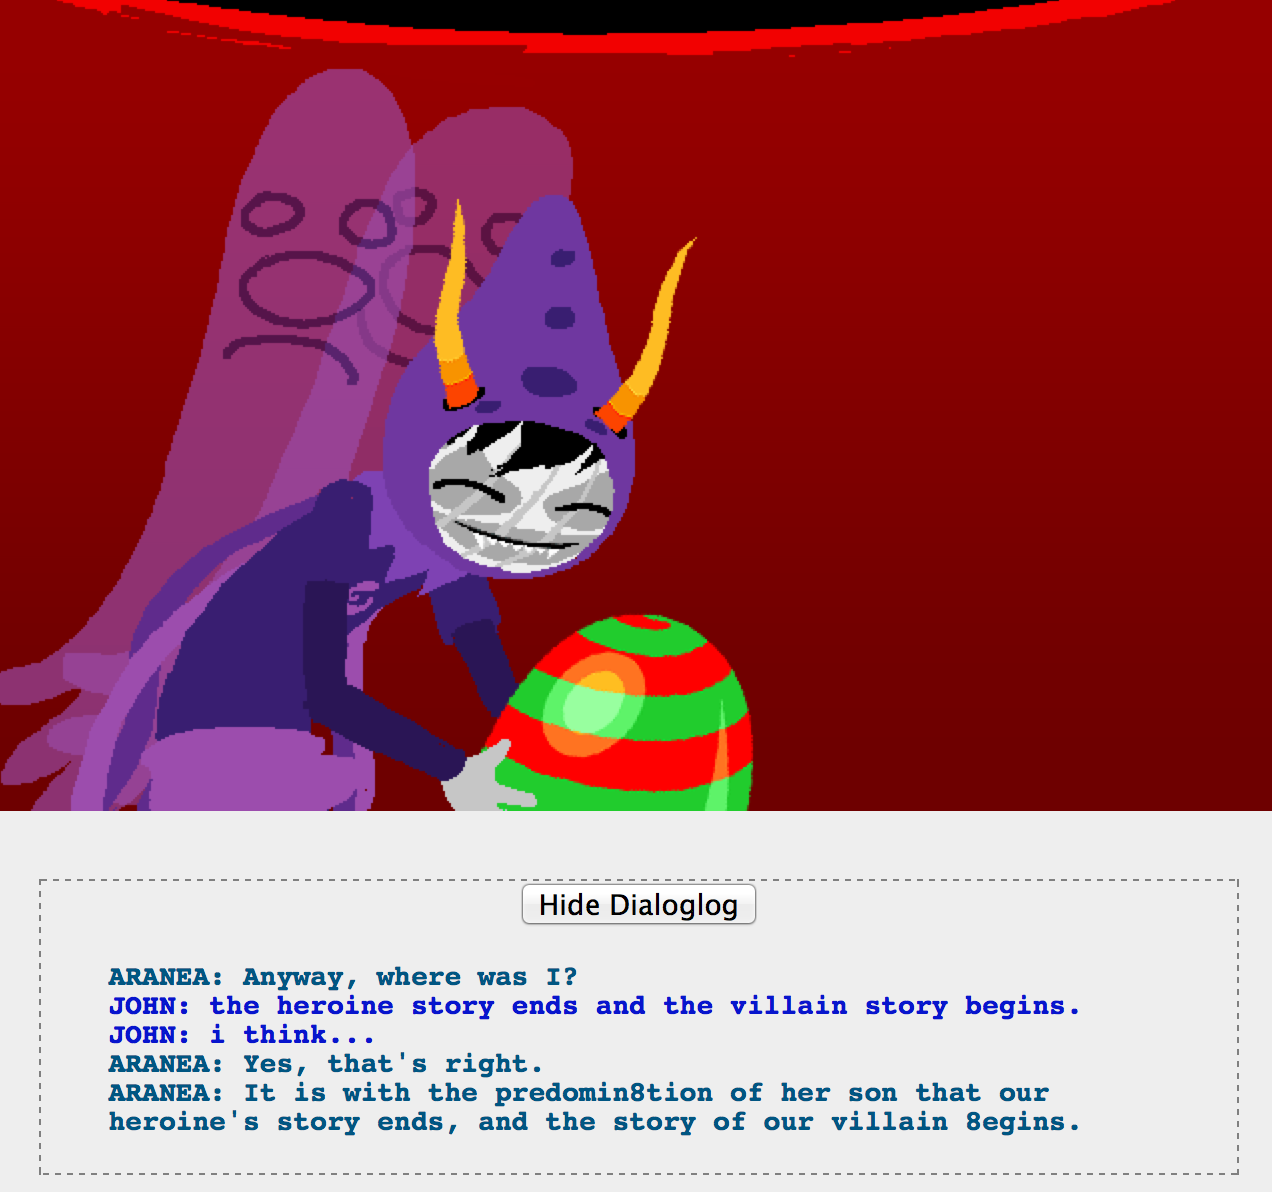 Hide Dialoglog
ARANEA: Anyway, where was I?
JOHN: the heroine story ends and the villain story begins.
JOHN: i think...
ARANEA: Yes, that's right.
ARANEA: It is with the predomin8tion of her son that our
heroine's story ends, and the story of our villain 8egins.